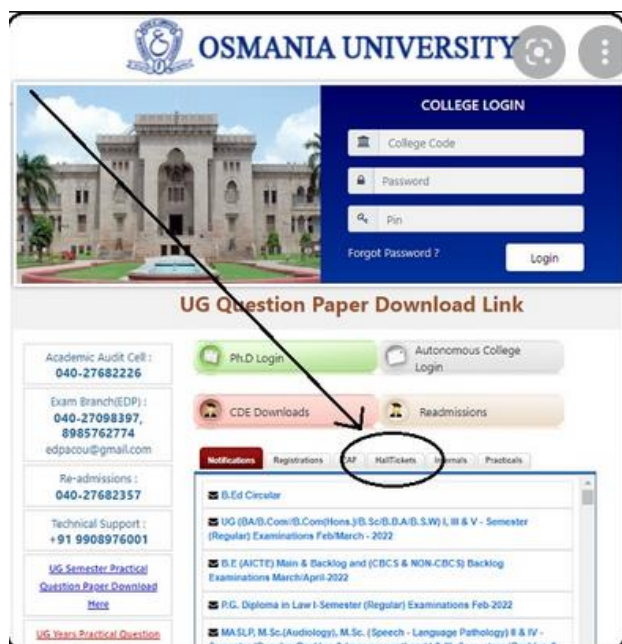 OSMANIA UNIVERSITY
COLLEGE LOGIN
College Code
Password
Pin
Forgot Password ?
Login
UG Question Paper Download Link
Academic Audit Cell :
040-27682226
Exam Branch(EDP) :
040-27098397,
8985762774
edpacou@gmail.com
Re-admissions :
040-27682357
Technical Support :
+91 9908976001
UG Semester Practical
Question Paper Download
Here
UG Years Practical Question
Ph.D Login
Autonomous College
Login
CDE Downloads
Readmissions
Notifications Registrations HallTickets Internals Practicals
B.Ed Circular
UG (BA/B.Com/B.Com(Hons.)/B.Sc/B.B.A/B.S.W) I, III & V - Semester
(Regular) Examinations Feb/March - 2022
B.E (AICTE) Main & Backlog and (CBCS & NON-CBCS) Backlog
Examinations March/April-2022
P.G. Diploma in Law I-Semester (Regular) Examinations Feb-2022
MASLP, M.Sc.(Audiology), M.Sc. (Speech - Language Pathology) II & IV -